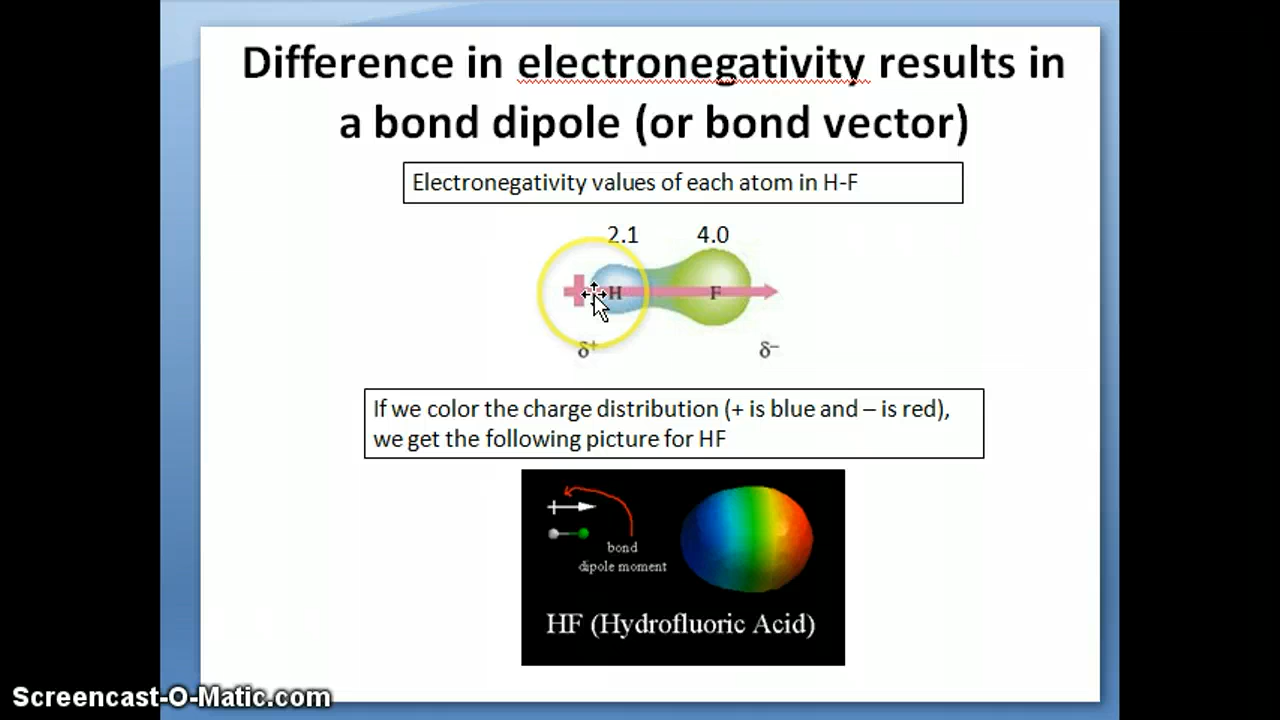 Difference in electronegativity results in
a bond dipole (or bond vector)
Electronegativity values of each atom in H-F
2.1 4.0
H F
δ+ δ–
If we color the charge distribution (+ is blue and – is red),
we get the following picture for HF
bond
dipole moment
HF (Hydrofluoric Acid)
Screencast-O-Matic.com